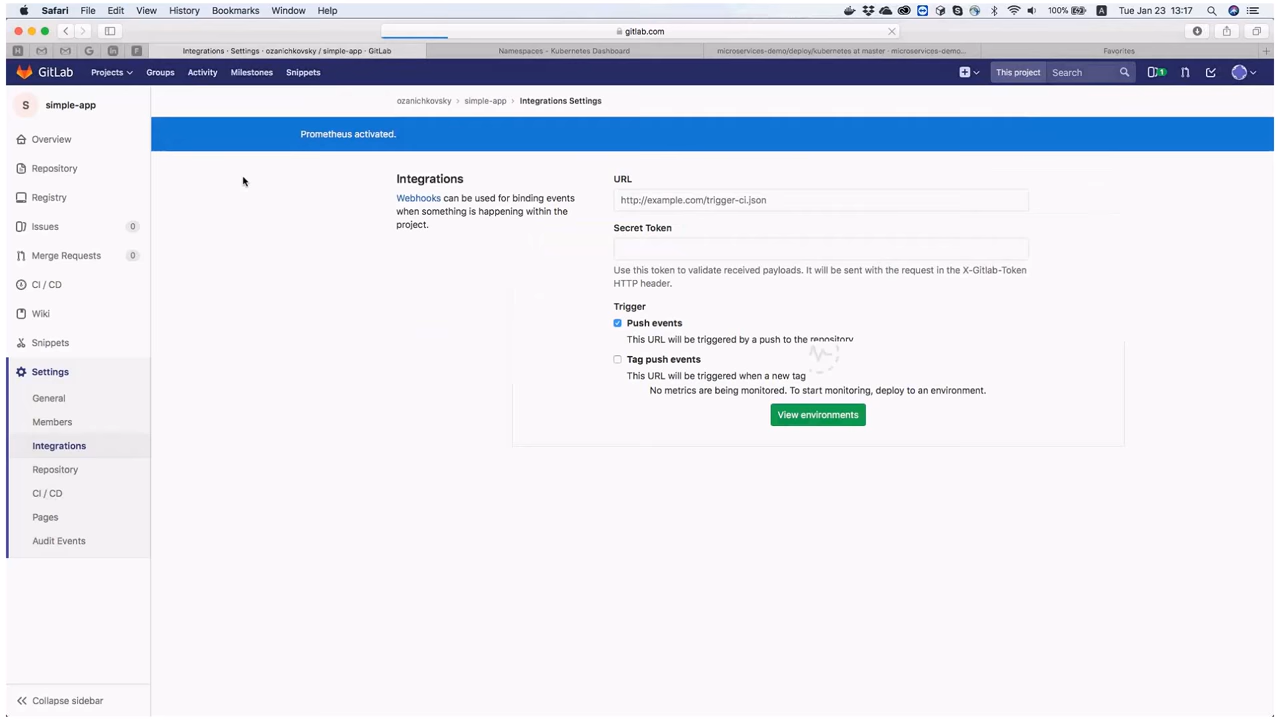 Safari File Edit View History Bookmarks Window Help
100% Tue Jan 23 13:17
gitlab.com
Integrations · Settings · ozanichkovsky / simple-app · GitLab
Namespaces - Kubernetes Dashboard
microservices-demo/deploy/kubernetes at master · microservices-demo...
Favorites
GitLab Projects Groups Activity Milestones Snippets
This project Search 1
S simple-app
ozanichkovsky > simple-app > Integrations Settings
Prometheus activated.
Overview
Repository
Registry
Issues 0
Merge Requests 0
CI / CD
Wiki
Snippets
Settings
General
Members
Integrations
Repository
CI / CD
Pages
Audit Events
Collapse sidebar
Integrations
Webhooks can be used for binding events
when something is happening within the
project.
URL
http://example.com/trigger-ci.json
Secret Token
Use this token to validate received payloads. It will be sent with the request in the X-Gitlab-Token
HTTP header.
Trigger
Push events
This URL will be triggered by a push to the repository
Tag push events
This URL will be triggered when a new tag
No metrics are being monitored. To start monitoring, deploy to an environment.
View environments